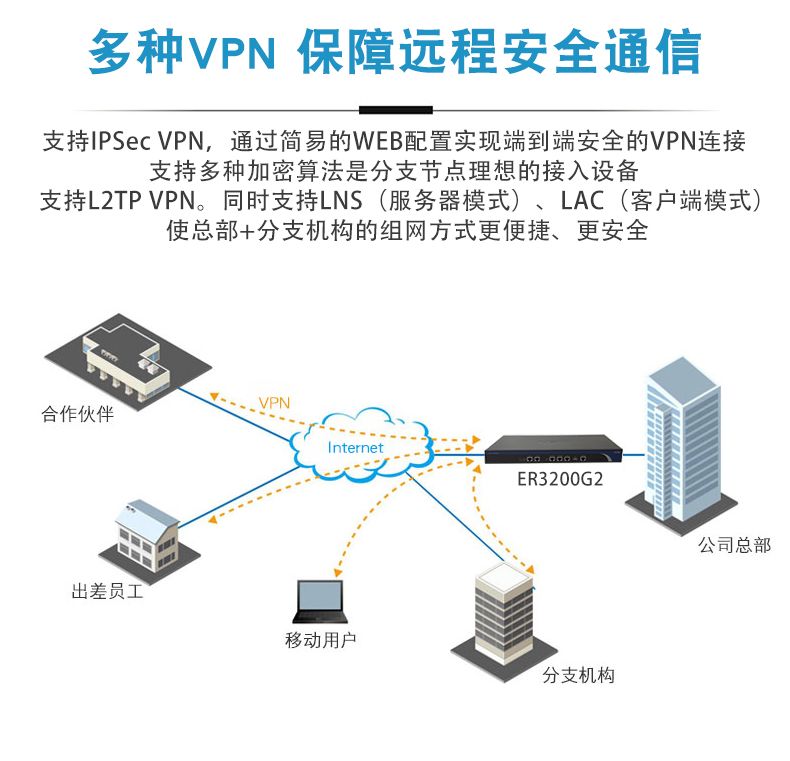 多种VPN 保障远程安全通信
支持IPSec VPN，通过简易的WEB配置实现端到端安全的VPN连接
支持多种加密算法是分支节点理想的接入设备
支持L2TP VPN。同时支持LNS（服务器模式）、LAC（客户端模式）
使总部+分支机构的组网方式更便捷、更安全
VPN
合作伙伴
Internet
ER3200G2
公司总部
出差员工
移动用户
分支机构